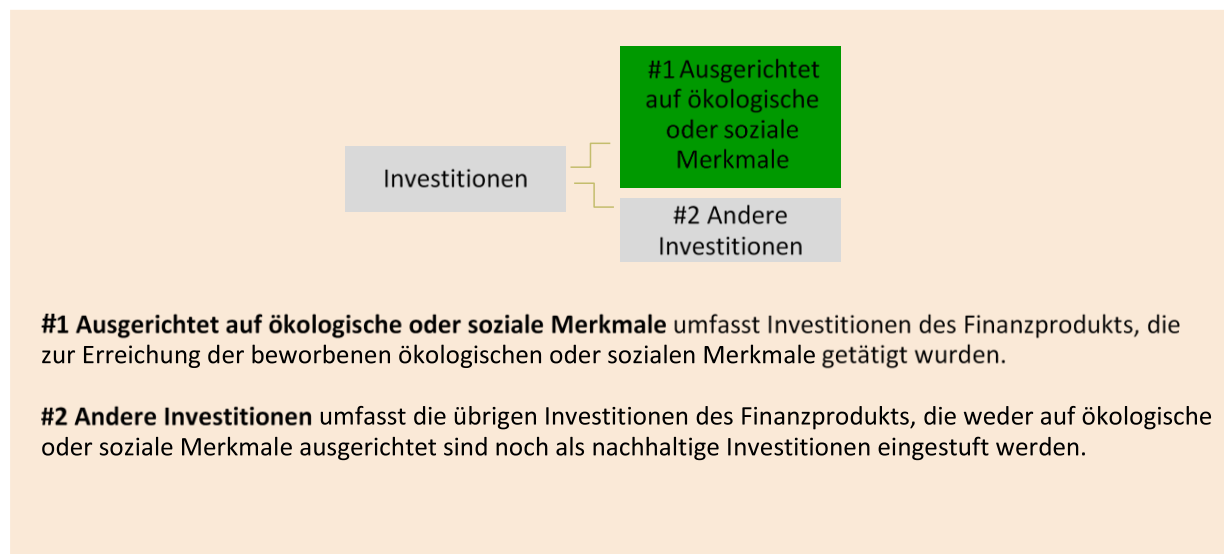 #1 Ausgerichtet
auf ökologische
oder soziale
Merkmale
Investitionen
#2 Andere
Investitionen
#1 Ausgerichtet auf ökologische oder soziale Merkmale umfasst Investitionen des Finanzprodukts, die
zur Erreichung der beworbenen ökologischen oder sozialen Merkmale getätigt wurden.
#2 Andere Investitionen umfasst die übrigen Investitionen des Finanzprodukts, die weder auf ökologische
oder soziale Merkmale ausgerichtet sind noch als nachhaltige Investitionen eingestuft werden.